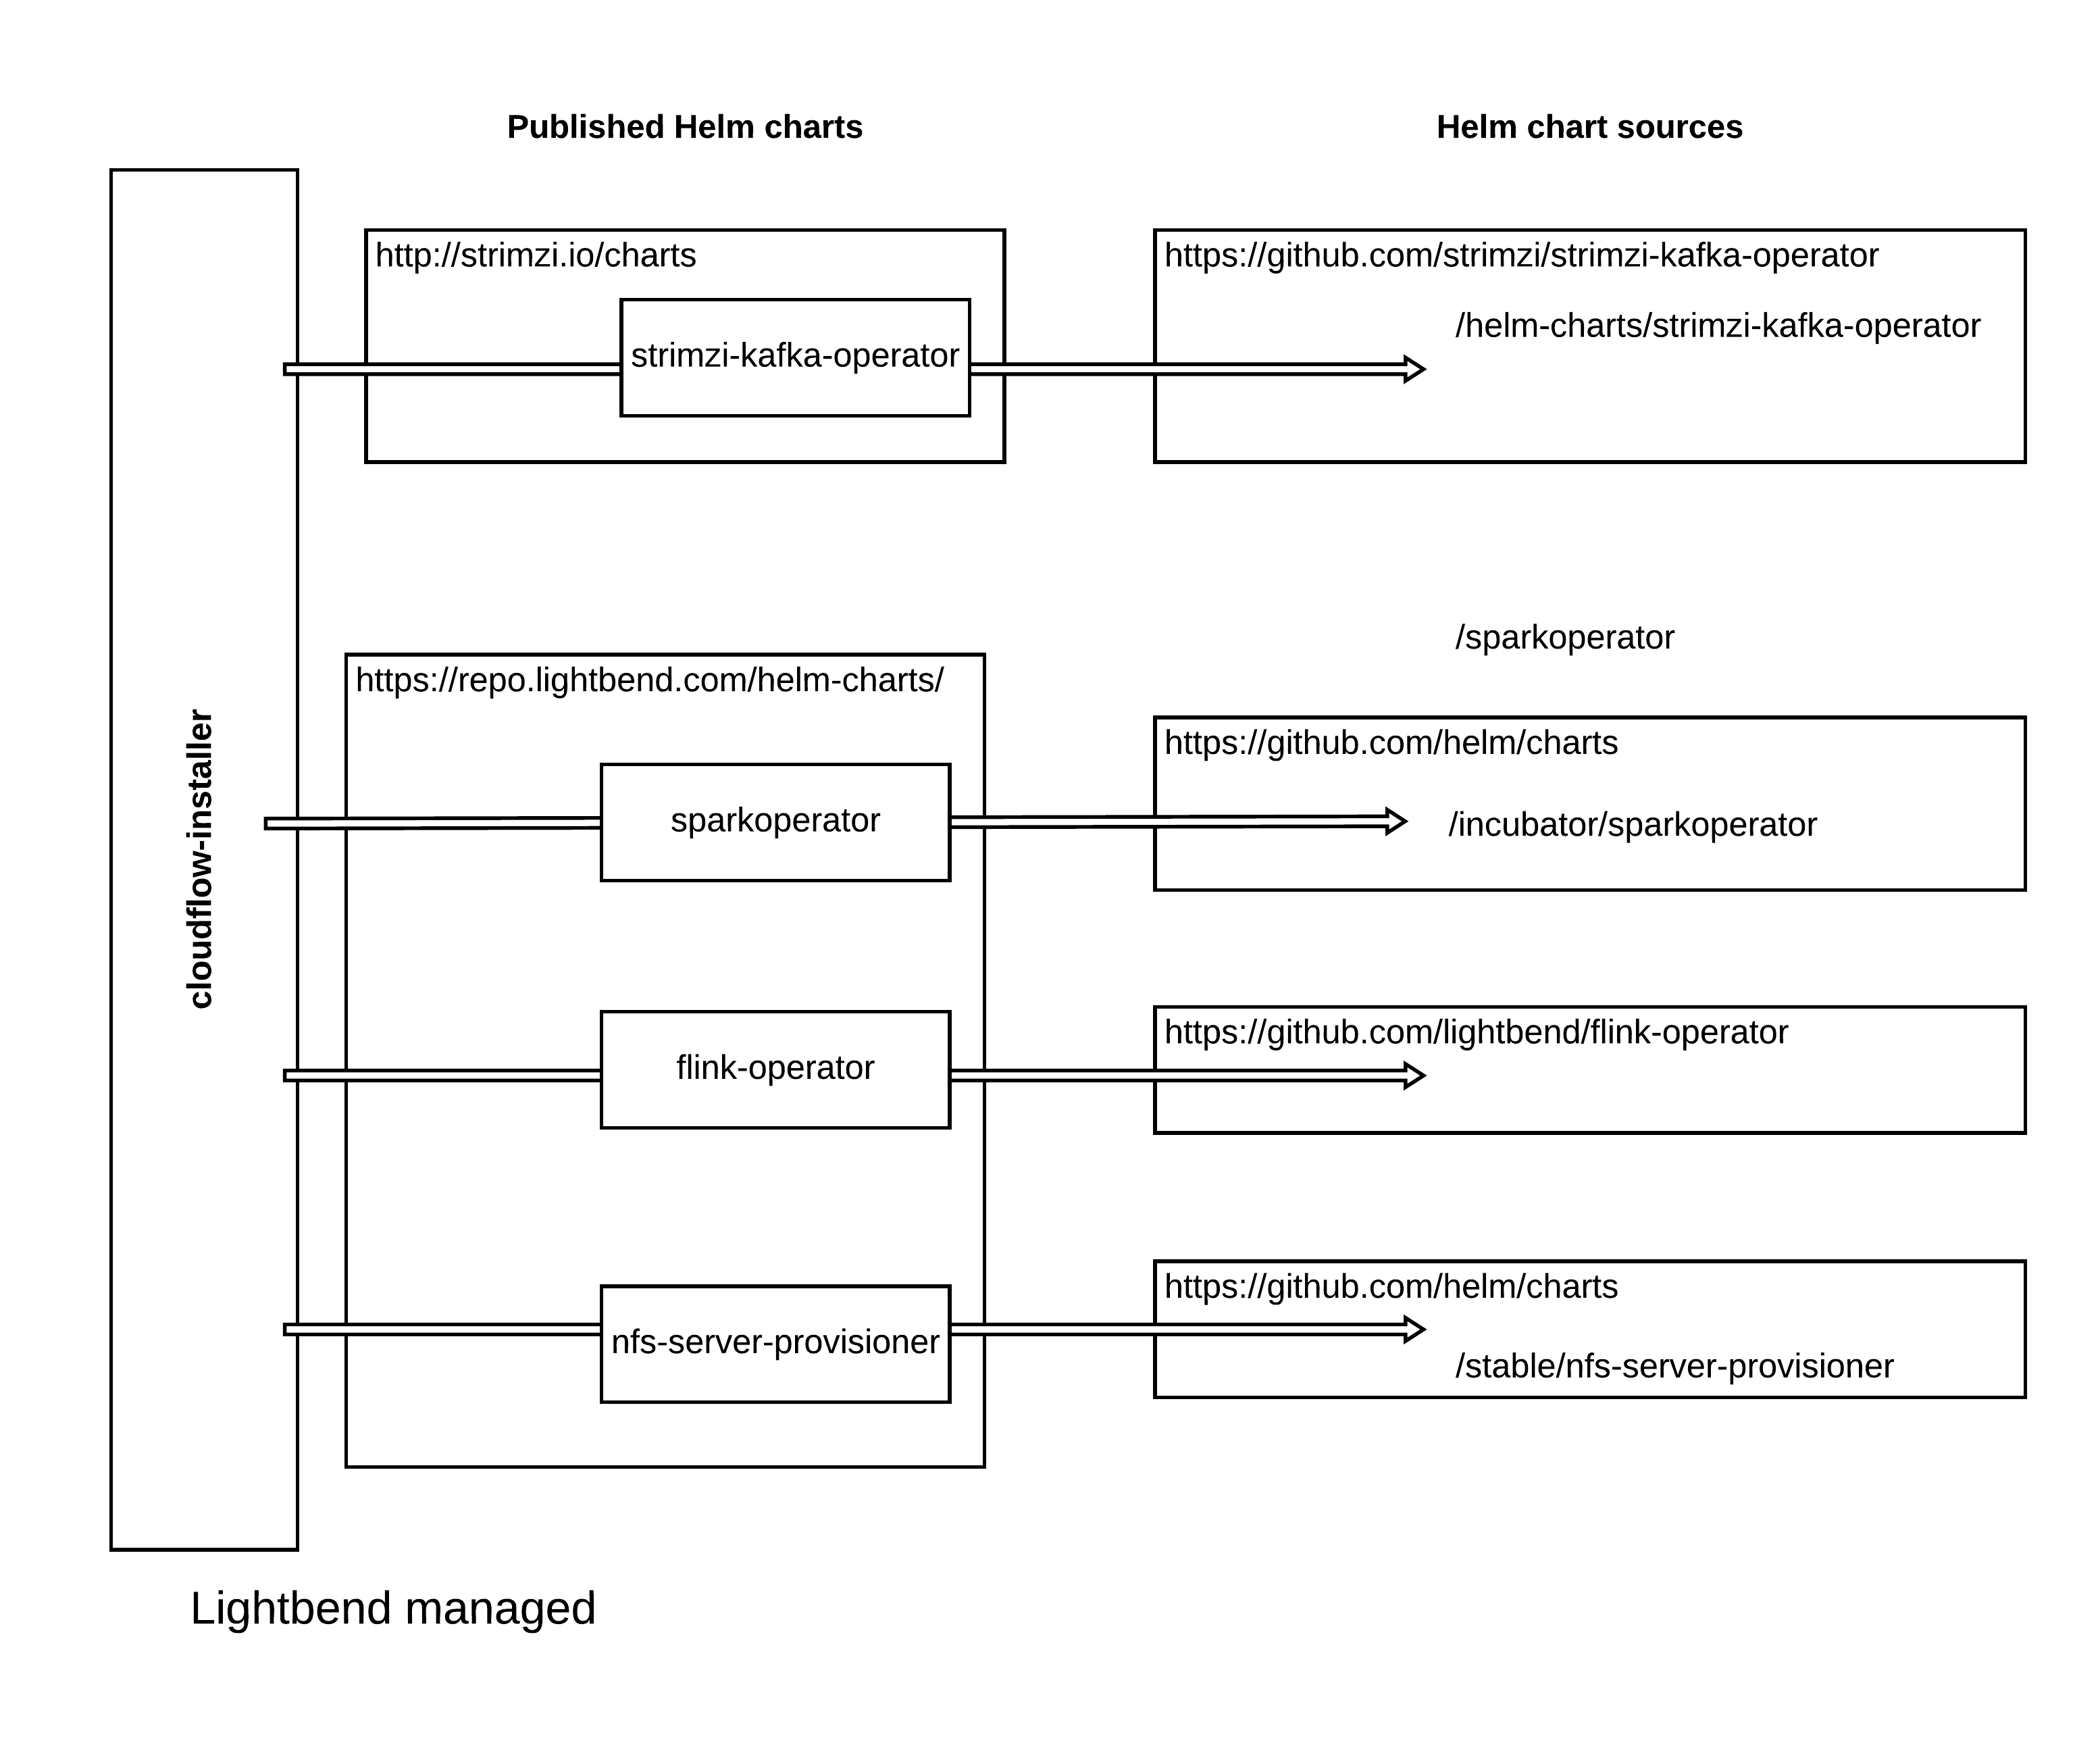 Published Helm charts
Helm chart sources
http://strimzi.io/charts
strimzi-kafka-operator
https://github.com/strimzi/strimzi-kafka-operator
/helm-charts/strimzi-kafka-operator
cloudflow-installer
https://repo.lightbend.com/helm-charts/
/sparkoperator
sparkoperator
https://github.com/helm/charts
/incubator/sparkoperator
flink-operator
https://github.com/lightbend/flink-operator
nfs-server-provisioner
https://github.com/helm/charts
/stable/nfs-server-provisioner
Lightbend managed